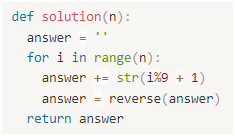 def solution(n):
  answer = ''
  for i in range(n):
    answer += str(i%9 + 1)
    answer = reverse(answer)
  return answer